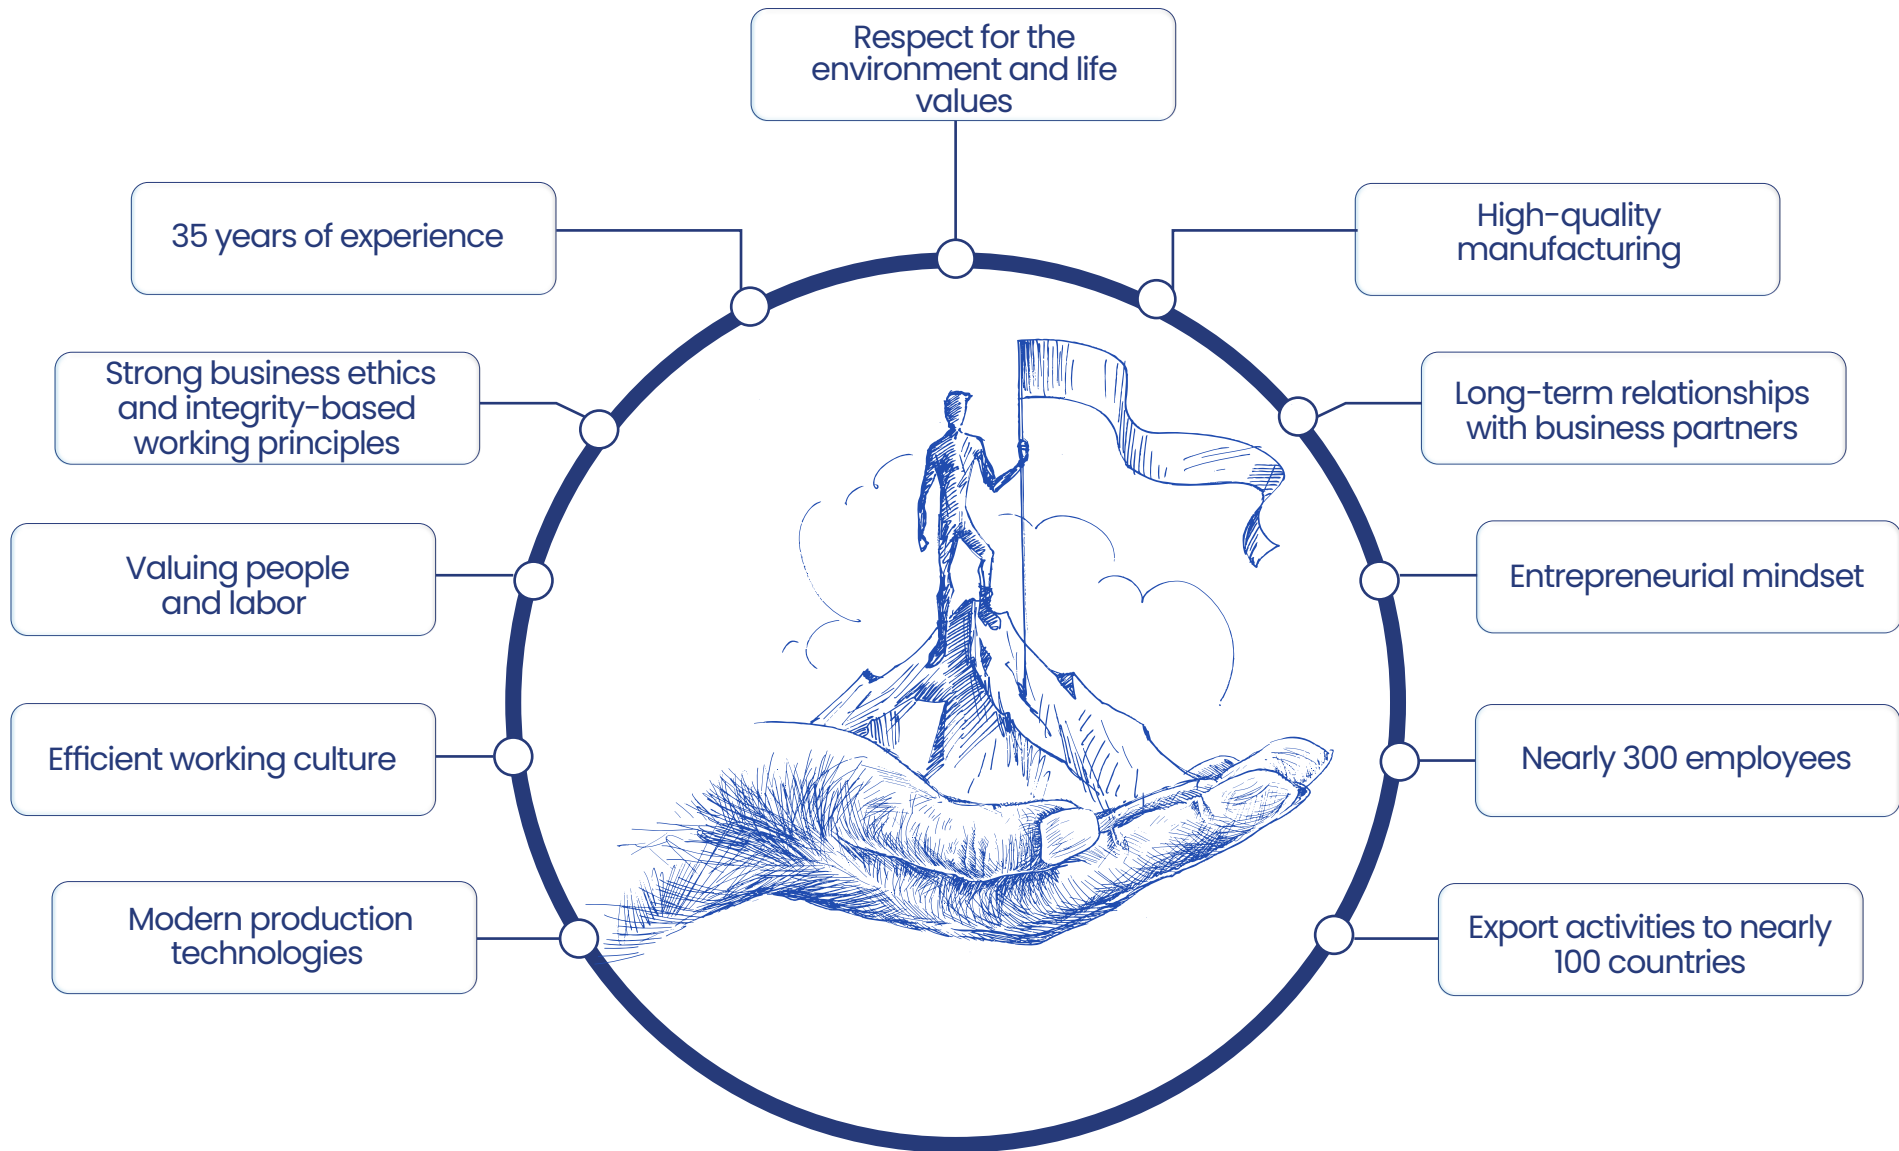 Respect for the
environment and life
values
35 years of experience
High-quality
manufacturing
Strong business ethics
and integrity-based
working principles
Long-term relationships
with business partners
Valuing people
and labor
Entrepreneurial mindset
Efficient working culture
Nearly 300 employees
Modern production
technologies
Export activities to nearly
100 countries